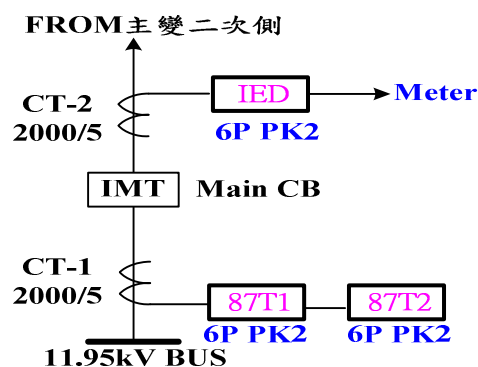 FROM主變二次側
CT-2
2000/5
IED
Meter
6P PK2
IMT
Main CB
CT-1
2000/5
87T1
87T2
6P PK2
6P PK2
11.95kV BUS